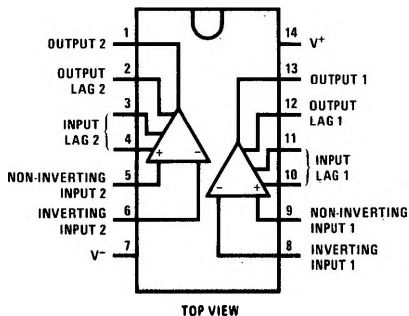 1
OUTPUT 2
2
OUTPUT
LAG 2
3
INPUT
LAG 2
4
5
NON-INVERTING
INPUT 2
6
INVERTING
INPUT 2
7
V⁻
14
V⁺
13
OUTPUT 1
12
OUTPUT
LAG 1
11
INPUT
LAG 1
10
9
NON-INVERTING
INPUT 1
8
INVERTING
INPUT 1
+ −
− +
TOP VIEW